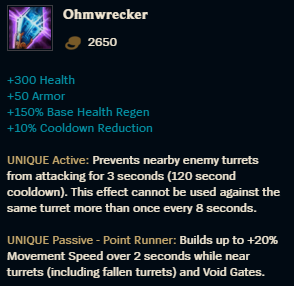 Ohmwrecker
2650
+300 Health
+50 Armor
+150% Base Health Regen
+10% Cooldown Reduction
UNIQUE Active: Prevents nearby enemy turrets
from attacking for 3 seconds (120 second
cooldown). This effect cannot be used against the
same turret more than once every 8 seconds.
UNIQUE Passive - Point Runner: Builds up to +20%
Movement Speed over 2 seconds while near
turrets (including fallen turrets) and Void Gates.